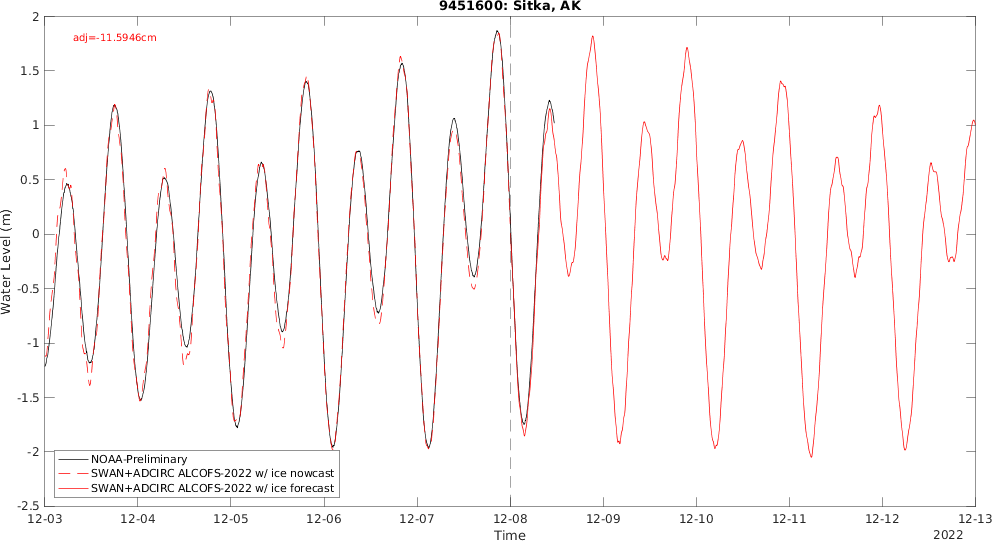 9451600: Sitka, AK
adj=-11.5946cm
Water Level (m)
2
1.5
1
0.5
0
-0.5
-1
-1.5
-2
-2.5
NOAA-Preliminary
SWAN+ADCIRC ALCOFS-2022 w/ ice nowcast
SWAN+ADCIRC ALCOFS-2022 w/ ice forecast
12-03 12-04 12-05 12-06 12-07 12-08 12-09 12-10 12-11 12-12 12-13
Time
2022